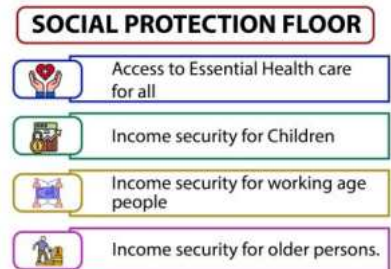 SOCIAL PROTECTION FLOOR
Access to Essential Health care
for all
Income security for Children
Income security for working age
people
Income security for older persons.